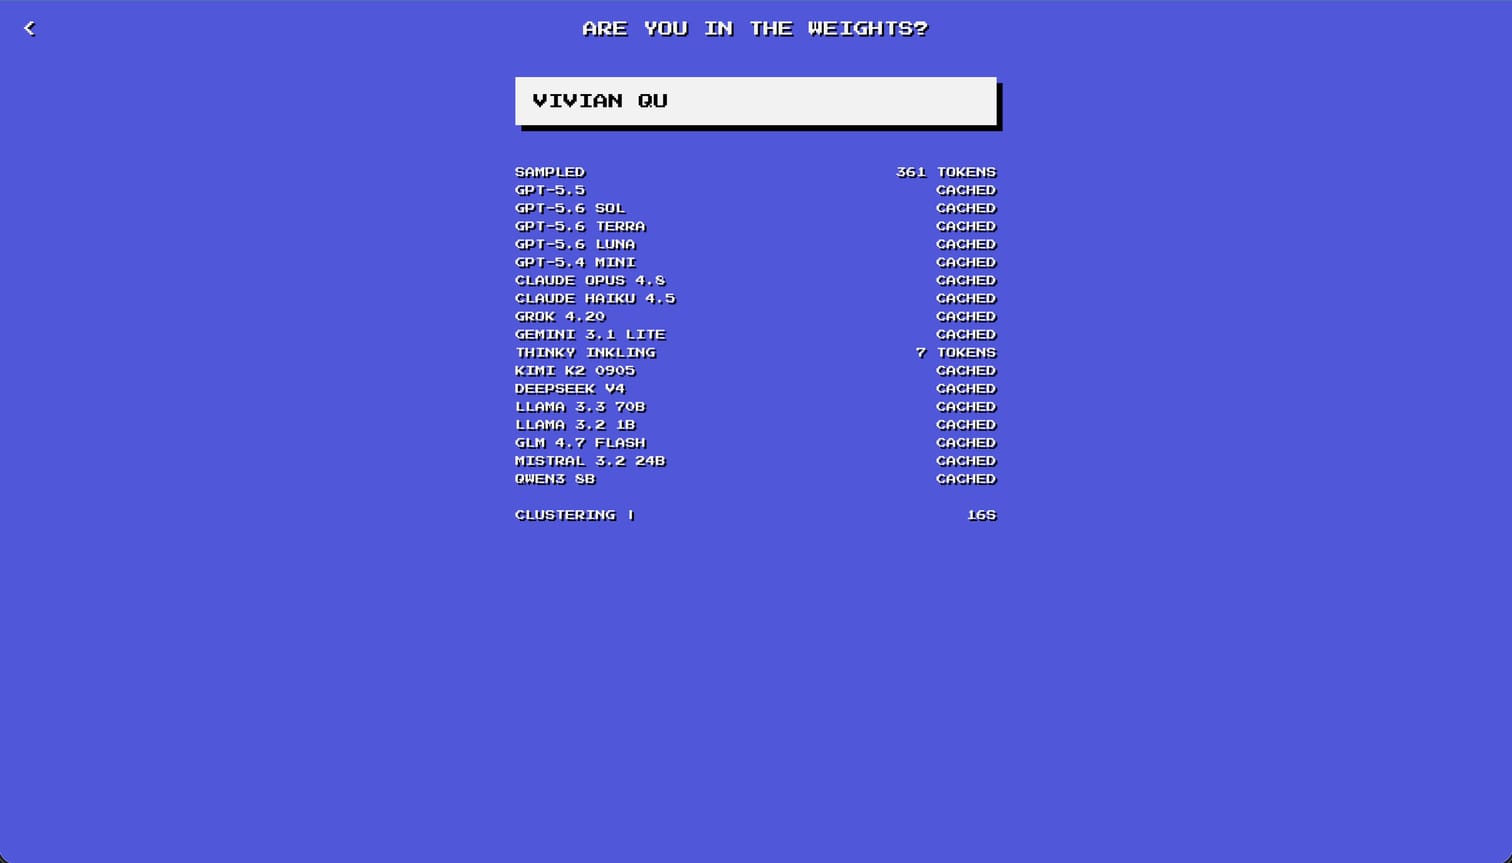 <
ARE YOU IN THE WEIGHTS?
VIVIAN QU
SAMPLED 361 TOKENS
GPT-5.5 CACHED
GPT-5.6 SOL CACHED
GPT-5.6 TERRA CACHED
GPT-5.6 LUNA CACHED
GPT-5.4 MINI CACHED
CLAUDE OPUS 4.8 CACHED
CLAUDE HAIKU 4.5 CACHED
GROK 4.20 CACHED
GEMINI 3.1 LITE CACHED
THINKY INKLING 7 TOKENS
KIMI K2 0905 CACHED
DEEPSEEK V4 CACHED
LLAMA 3.3 70B CACHED
LLAMA 3.2 1B CACHED
GLM 4.7 FLASH CACHED
MISTRAL 3.2 24B CACHED
QWEN3 8B CACHED
CLUSTERING | 16S